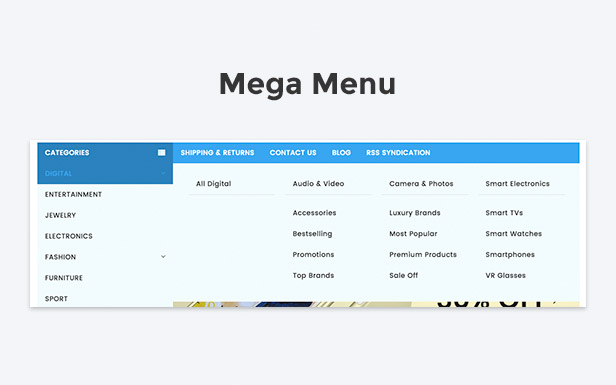 Mega Menu
CATEGORIES
SHIPPING & RETURNS CONTACT US BLOG RSS SYNDICATION
DIGITAL
ENTERTAINMENT
JEWELRY
ELECTRONICS
FASHION
FURNITURE
SPORT
All Digital
Audio & Video
Accessories
Bestselling
Promotions
Top Brands
Camera & Photos
Luxury Brands
Most Popular
Premium Products
Sale Off
Smart Electronics
Smart TVs
Smart Watches
Smartphones
VR Glasses